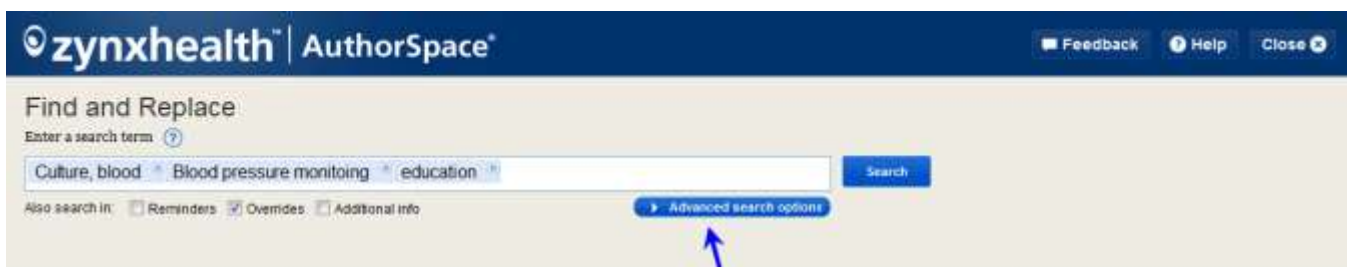 zynxhealth™ | AuthorSpace® Feedback Help Close
Find and Replace
Enter a search term ?
Culture, blood Blood pressure monitoing education Search
Also search in: Reminders Overrides Additional info Advanced search options